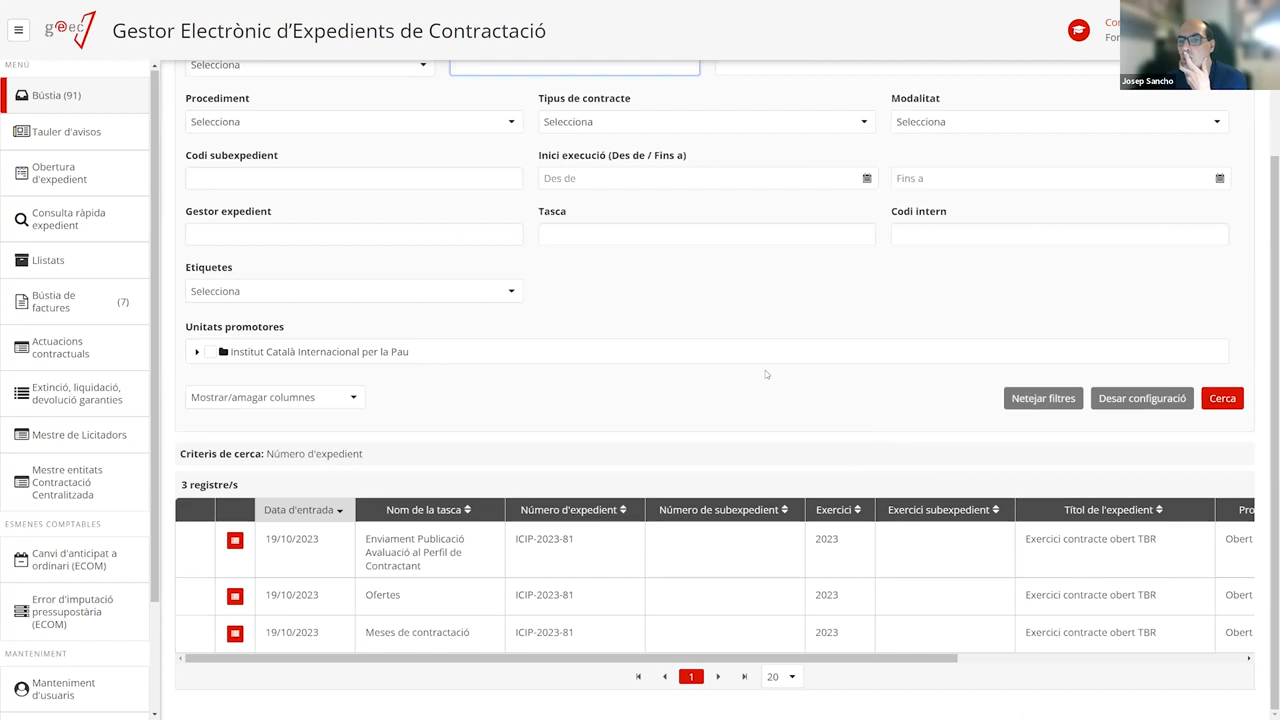 geec
Gestor Electrònic d'Expedients de Contractació
Co
For
Josep Sancho
MENÚ
Bústia (91)
Tauler d'avisos
Obertura
d'expedient
Consulta ràpida
expedient
Llistats
Bústia de
factures
(7)
Actuacions
contractuals
Extinció, liquidació,
devolució garanties
Mestre de Licitadors
Mestre entitats
Contractació
Centralitzada
ESMENES COMPTABLES
Canvi d'anticipat a
ordinari (ECOM)
Error d'imputació
pressupostària
(ECOM)
MANTENIMENT
Manteniment
d'usuaris
Selecciona
Procediment
Tipus de contracte
Modalitat
Selecciona
Selecciona
Selecciona
Codi subexpedient
Inici execució (Des de / Fins a)
Des de
Fins a
Gestor expedient
Tasca
Codi intern
Etiquetes
Selecciona
Unitats promotores
Institut Català Internacional per la Pau
Mostrar/amagar columnes
Netejar filtres
Desar configuració
Cerca
Criteris de cerca: Número d'expedient
3 registre/s
Data d'entrada
Nom de la tasca
Número d'expedient
Número de subexpedient
Exercici
Exercici subexpedient
Títol de l'expedient
Pro
19/10/2023
Enviament Publicació
Avaluació al Perfil de
Contractant
ICIP-2023-81
2023
Exercici contracte obert TBR
Obert
19/10/2023
Ofertes
ICIP-2023-81
2023
Exercici contracte obert TBR
Obert
19/10/2023
Meses de contractació
ICIP-2023-81
2023
Exercici contracte obert TBR
Obert
1
20